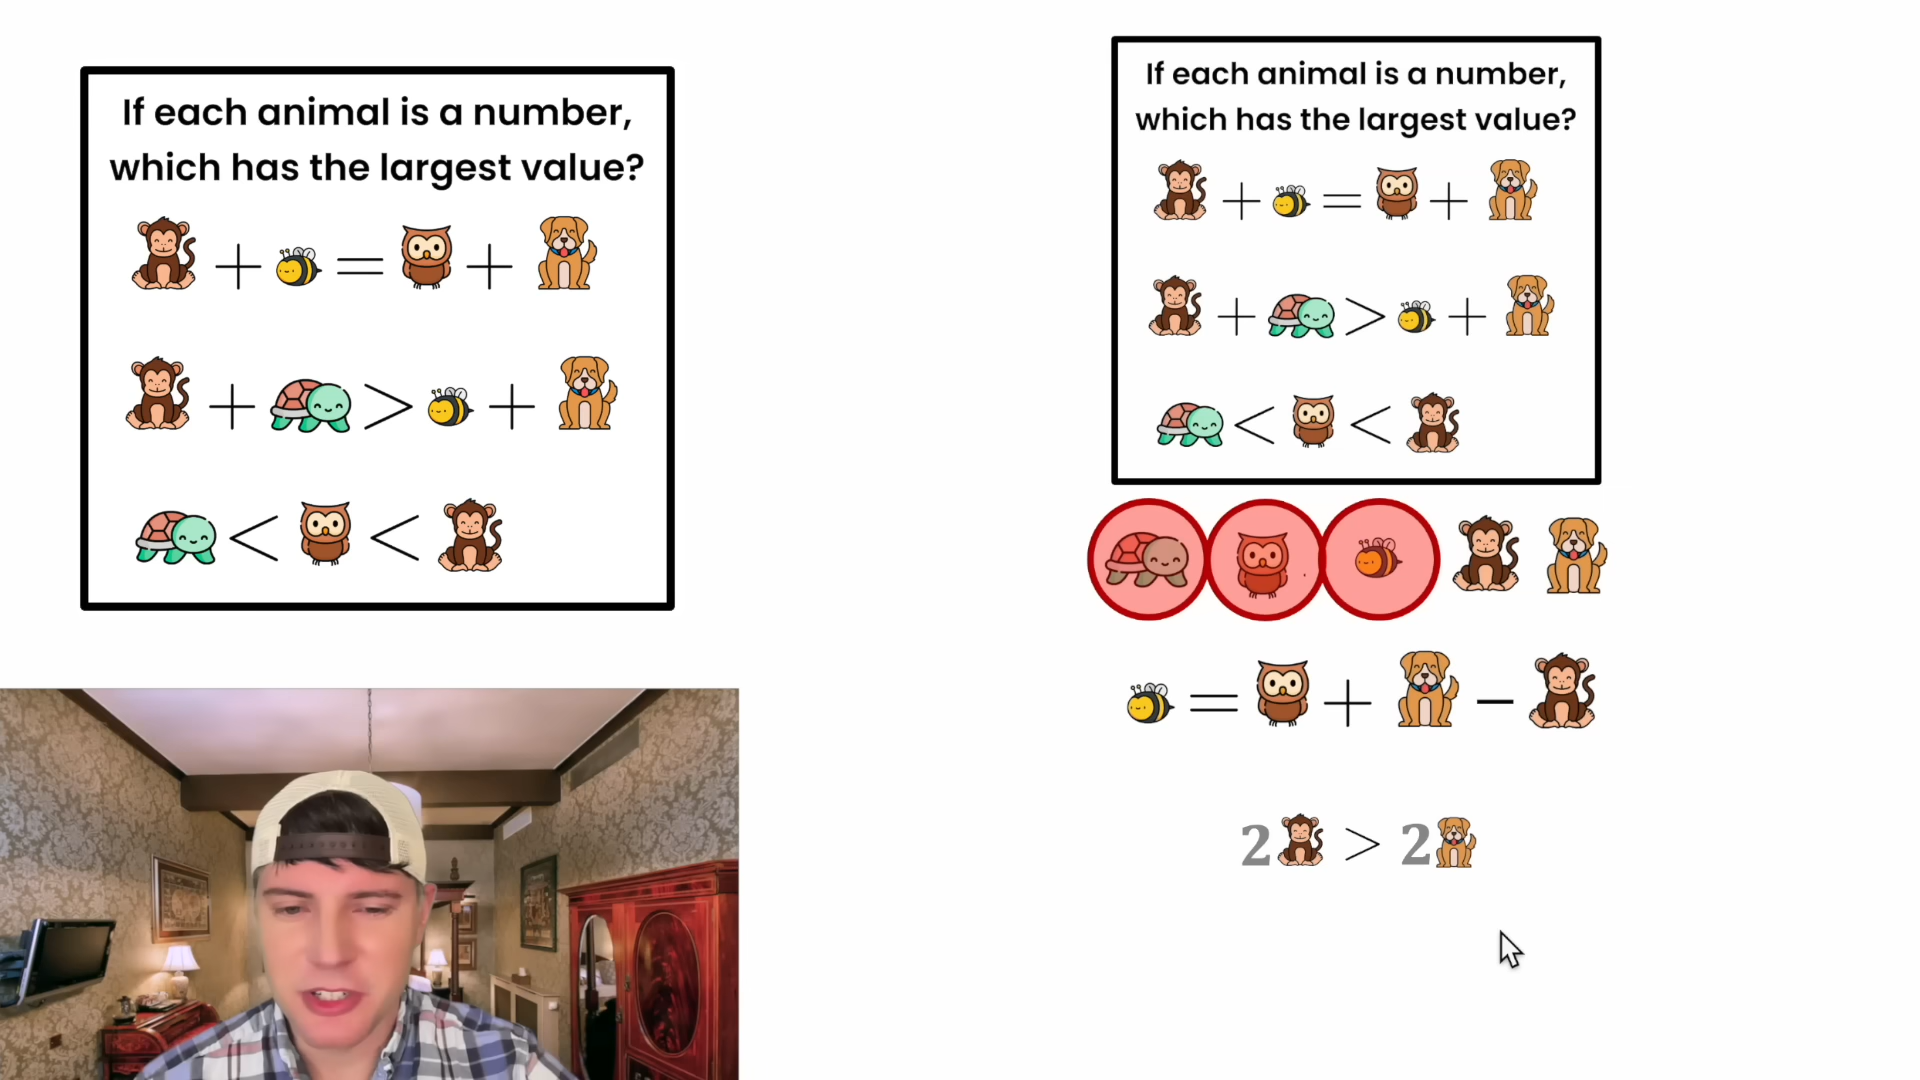 If each animal is a number,
which has the largest value?
+ = +
+ > +
< <
If each animal is a number,
which has the largest value?
+ = +
+ > +
< <
= + −
2 > 2